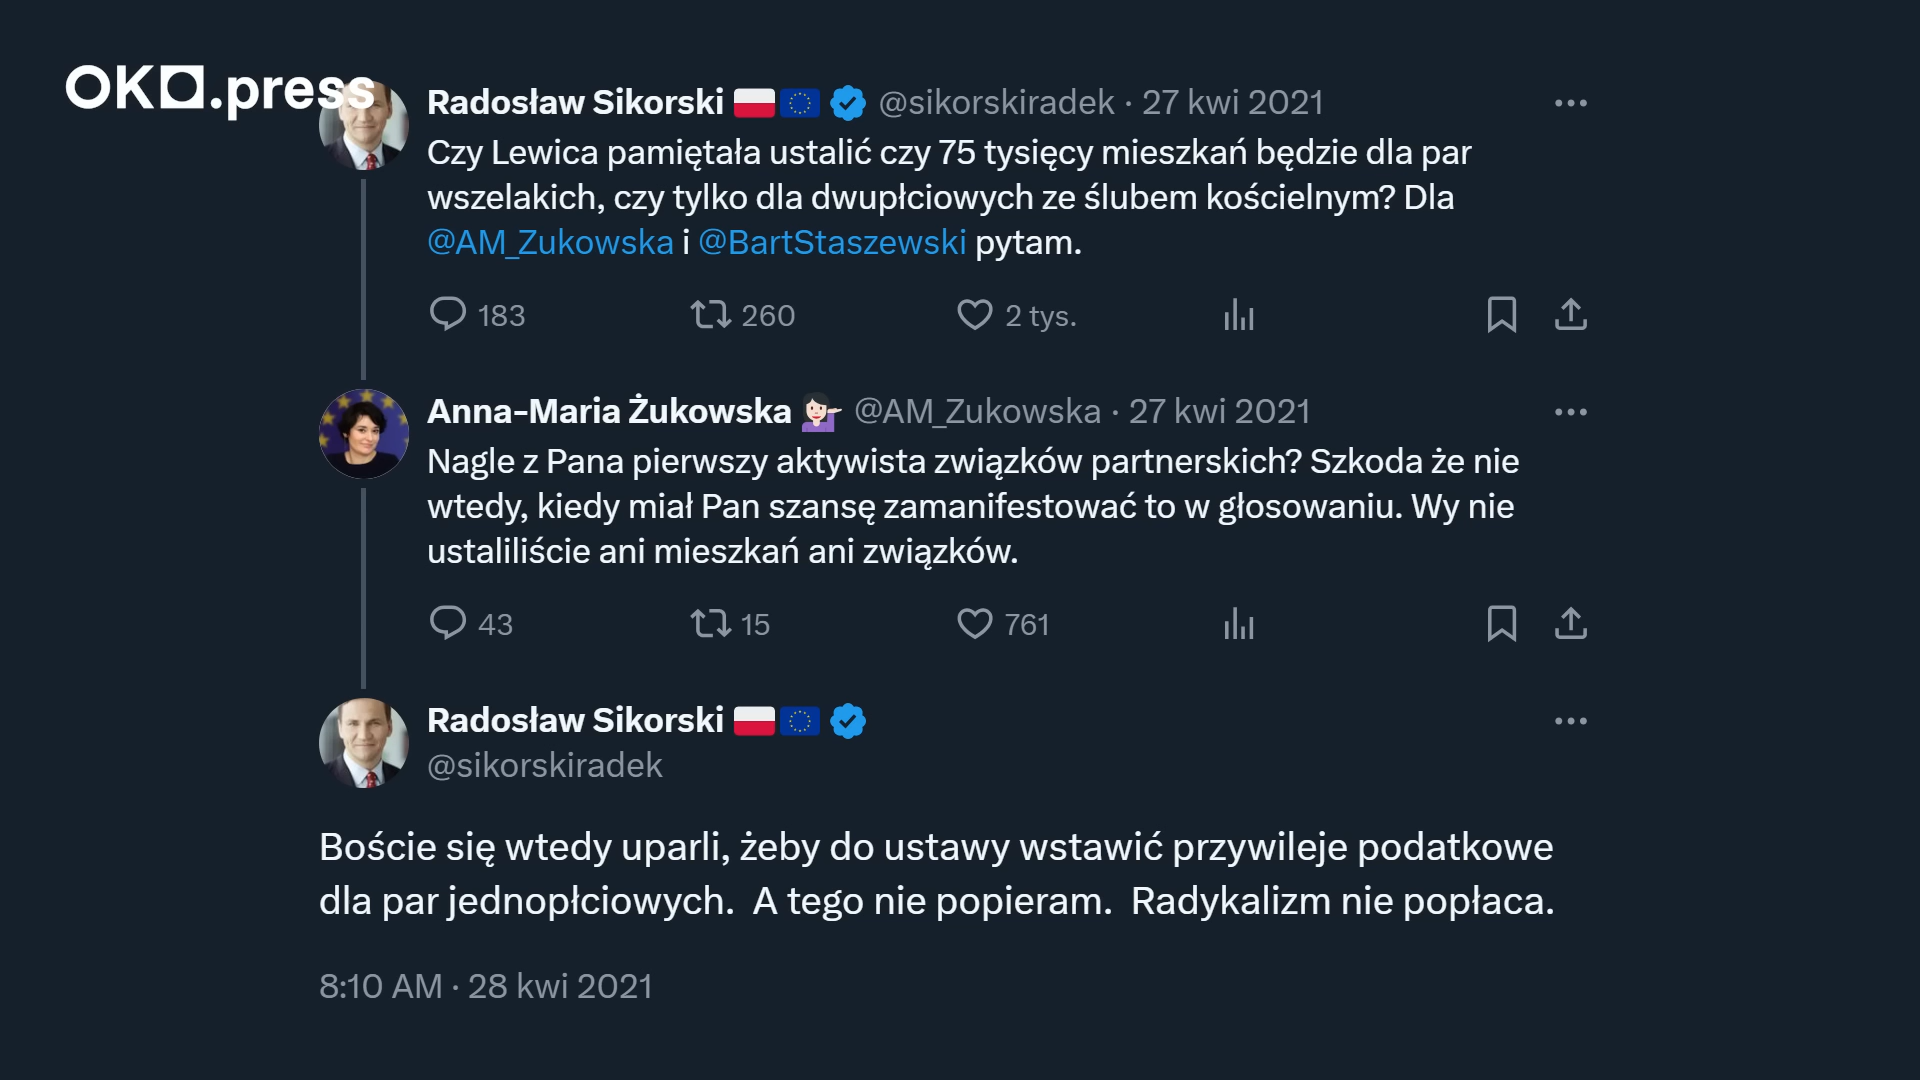 OKO.press
Radosław Sikorski @sikorskiradek · 27 kwi 2021
Czy Lewica pamiętała ustalić czy 75 tysięcy mieszkań będzie dla par
wszelakich, czy tylko dla dwupłciowych ze ślubem kościelnym? Dla
@AM_Zukowska i @BartStaszewski pytam.
183 260 2 tys.
Anna-Maria Żukowska @AM_Zukowska · 27 kwi 2021
Nagle z Pana pierwszy aktywista związków partnerskich? Szkoda że nie
wtedy, kiedy miał Pan szansę zamanifestować to w głosowaniu. Wy nie
ustaliliście ani mieszkań ani związków.
43 15 761
Radosław Sikorski
@sikorskiradek
Boście się wtedy uparli, żeby do ustawy wstawić przywileje podatkowe
dla par jednopłciowych.  A tego nie popieram.  Radykalizm nie popłaca.
8:10 AM · 28 kwi 2021